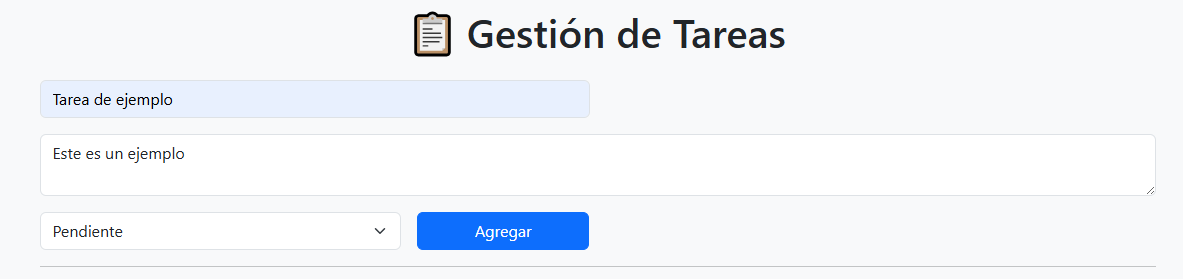 Gestión de Tareas
Tarea de ejemplo
Este es un ejemplo
Pendiente
Agregar